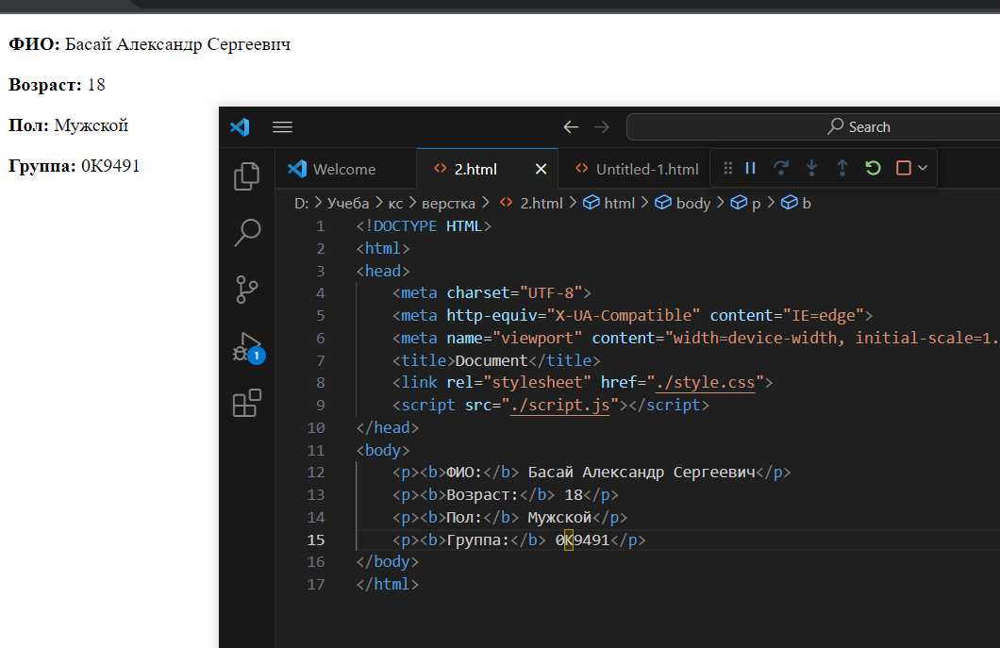 ФИО: Басай Александр Сергеевич
Возраст: 18
Пол: Мужской
Группа: 0К9491
Search
Welcome
2.html
Untitled-1.html
D: > Учеба > кс > верстка > 2.html > html > body > p > b
1 <!DOCTYPE HTML>
2 <html>
3 <head>
4 <meta charset="UTF-8">
5 <meta http-equiv="X-UA-Compatible" content="IE=edge">
6 <meta name="viewport" content="width=device-width, initial-scale=1.
7 <title>Document</title>
8 <link rel="stylesheet" href="./style.css">
9 <script src="./script.js"></script>
10 </head>
11 <body>
12 <p><b>ФИО:</b> Басай Александр Сергеевич</p>
13 <p><b>Возраст:</b> 18</p>
14 <p><b>Пол:</b> Мужской</p>
15 <p><b>Группа:</b> 0К9491</p>
16 </body>
17 </html>
1